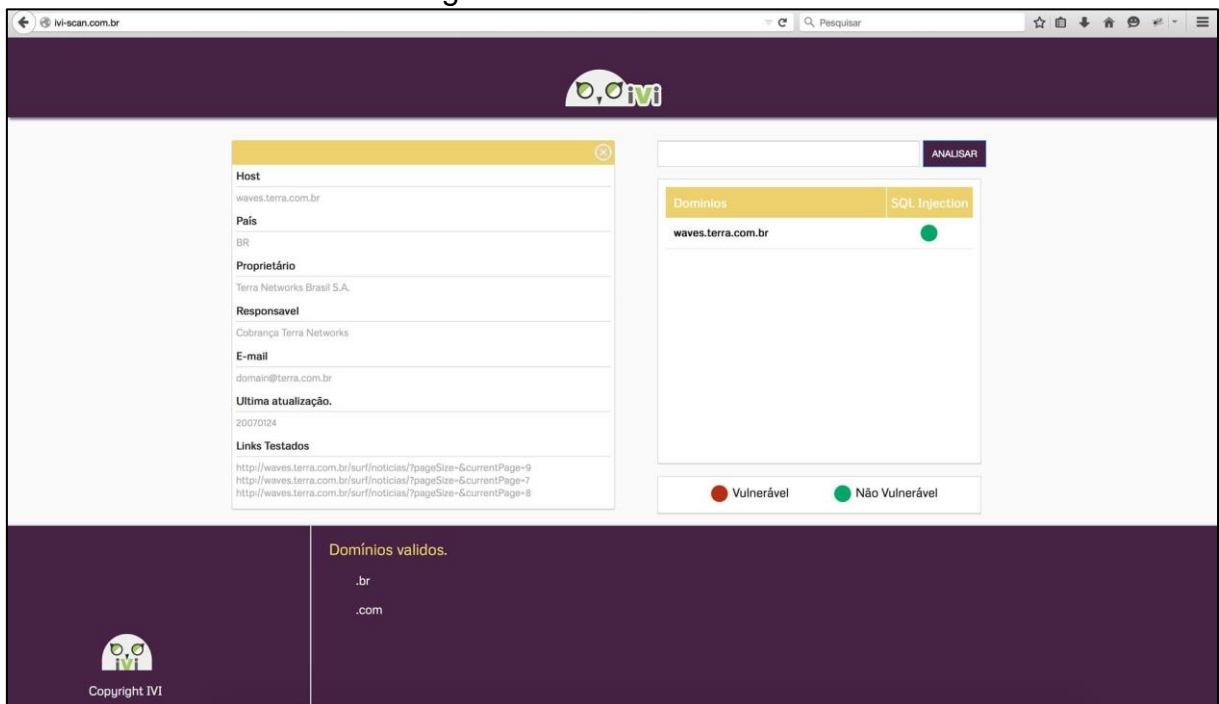 ivi-scan.com.br
Pesquisar
ivi
Host
waves.terra.com.br
País
BR
Proprietário
Terra Networks Brasil S.A.
Responsavel
Cobrança Terra Networks
E-mail
domain@terra.com.br
Ultima atualização.
20070124
Links Testados
http://waves.terra.com.br/surf/noticias/?pageSize=&currentPage=9
http://waves.terra.com.br/surf/noticias/?pageSize=&currentPage=7
http://waves.terra.com.br/surf/noticias/?pageSize=&currentPage=8
ANALISAR
Dominios SQL Injection
waves.terra.com.br
Vulnerável Não Vulnerável
Domínios validos.
.br
.com
ivi
Copyright IVI